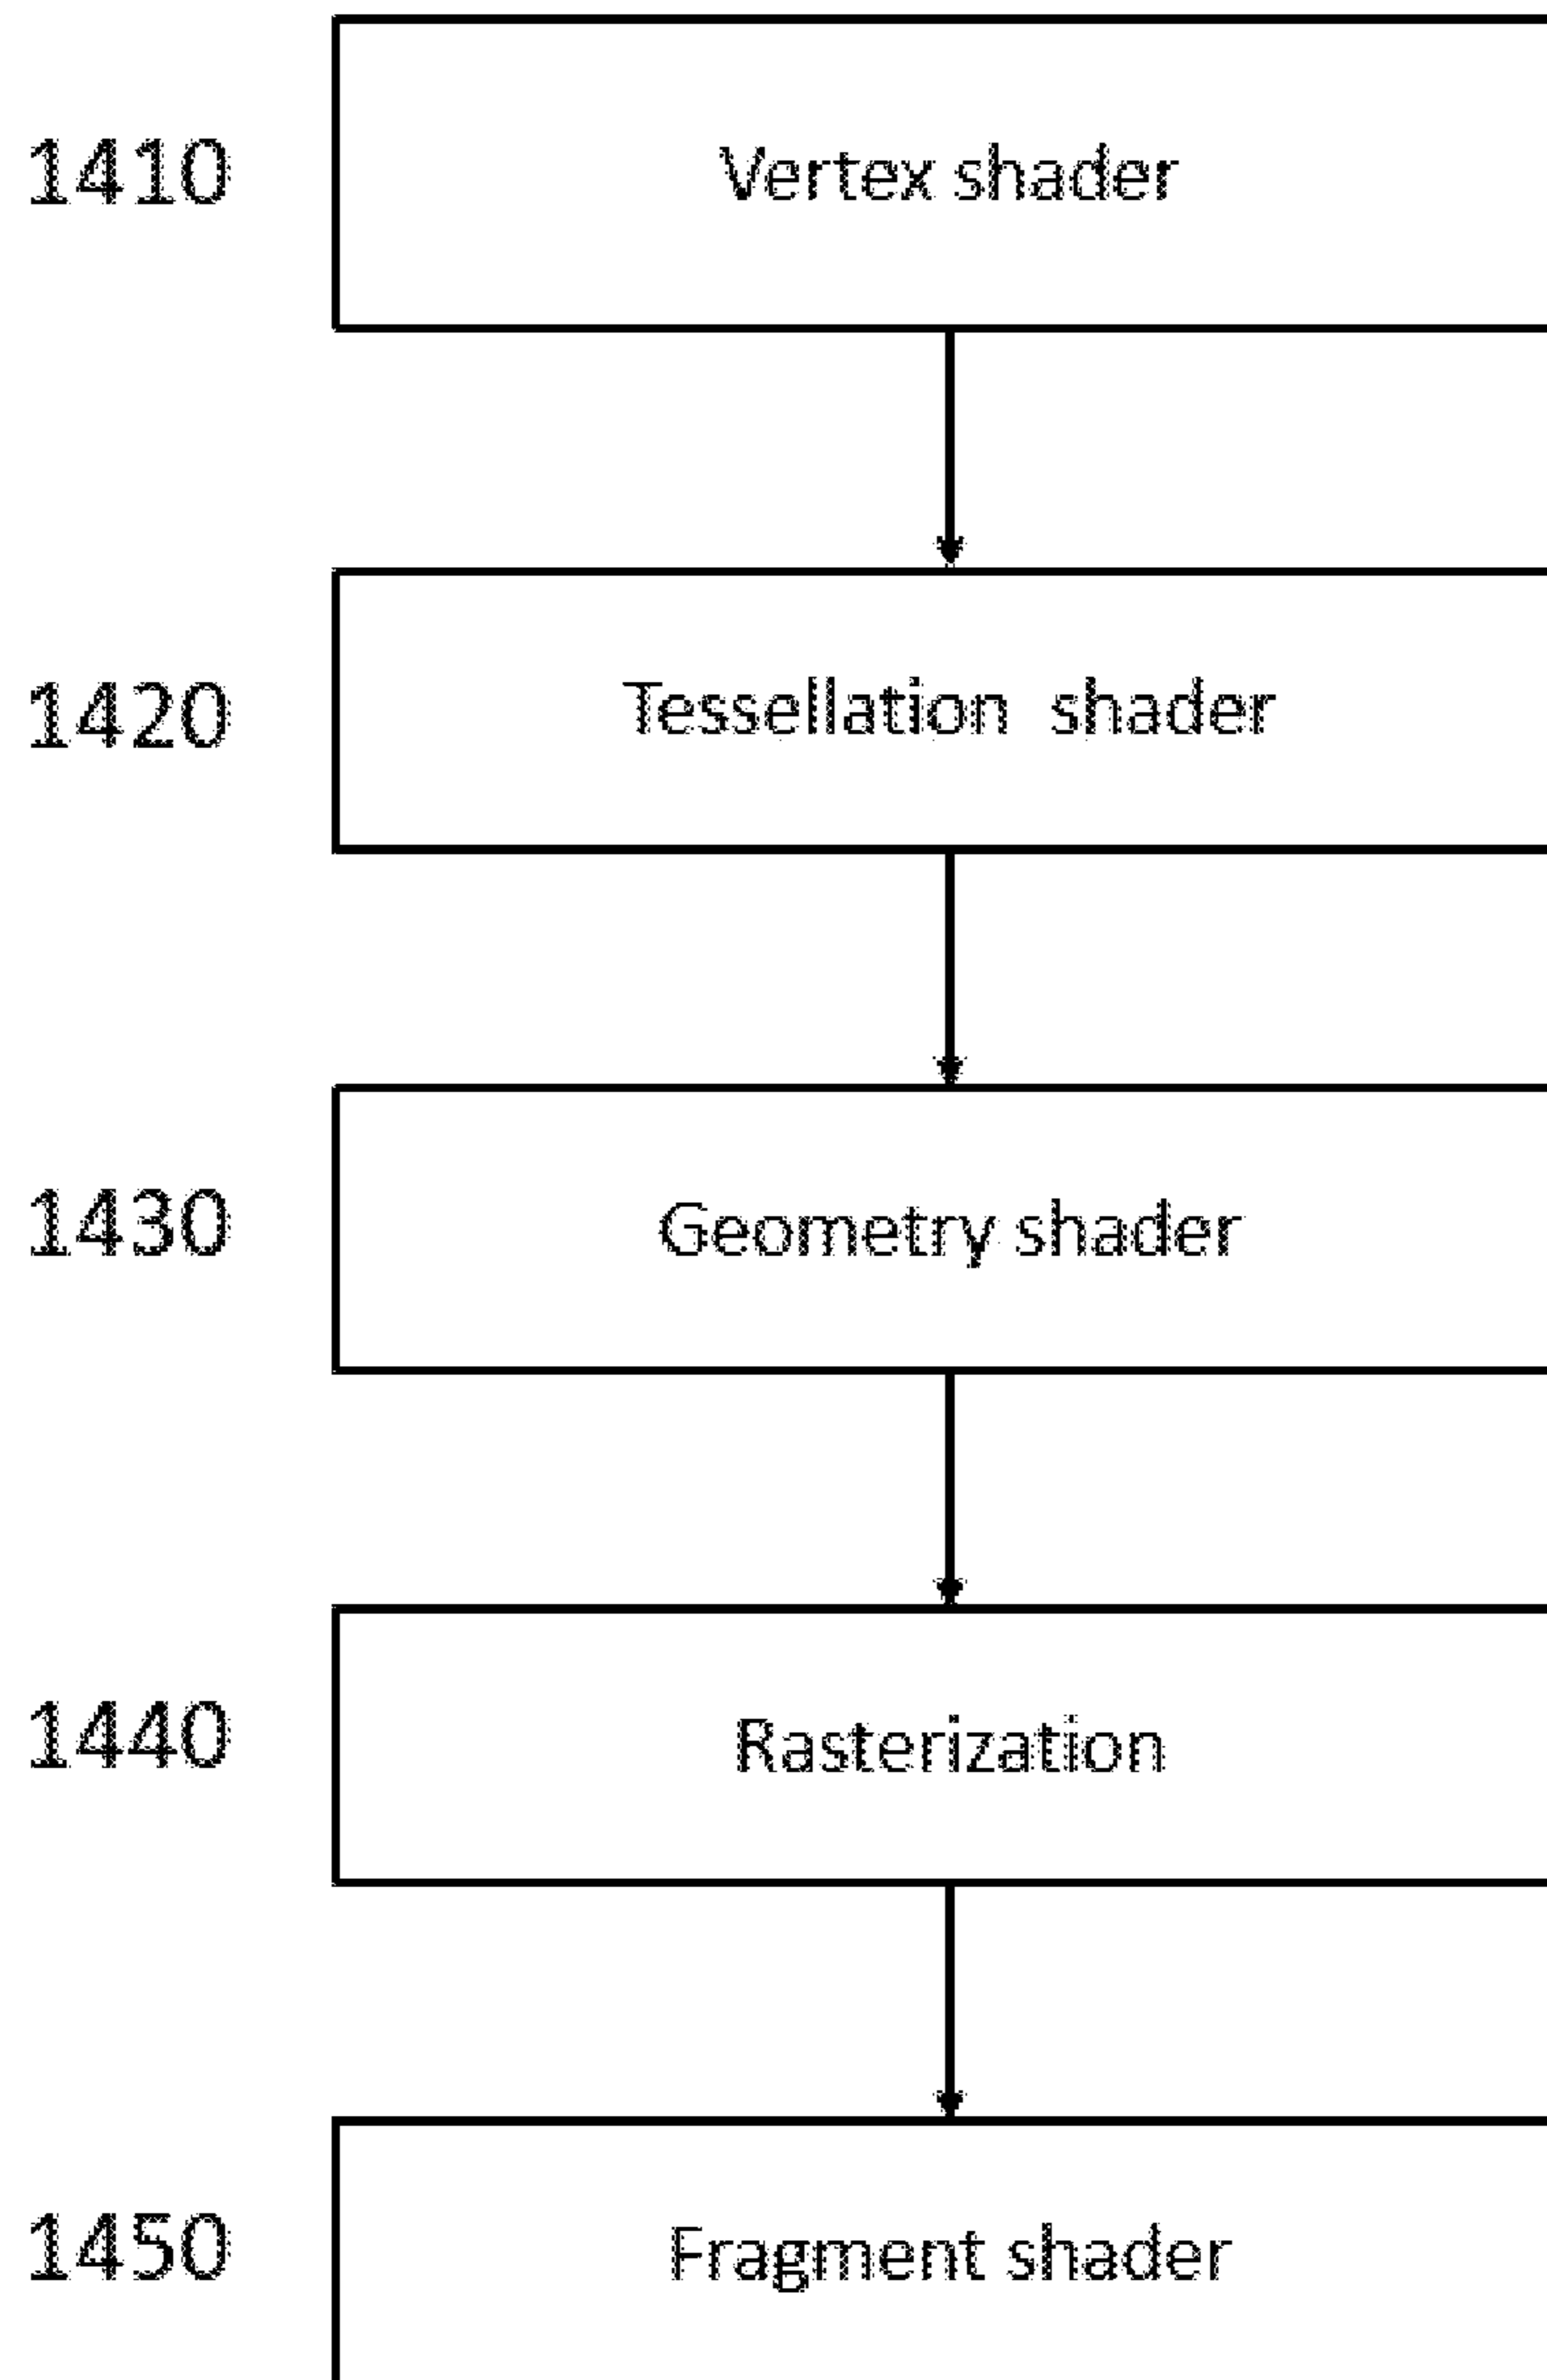 1410
Vertex shader
1420
Tessellation shader
1430
Geometry shader
1440
Rasterization
1450
Fragment shader